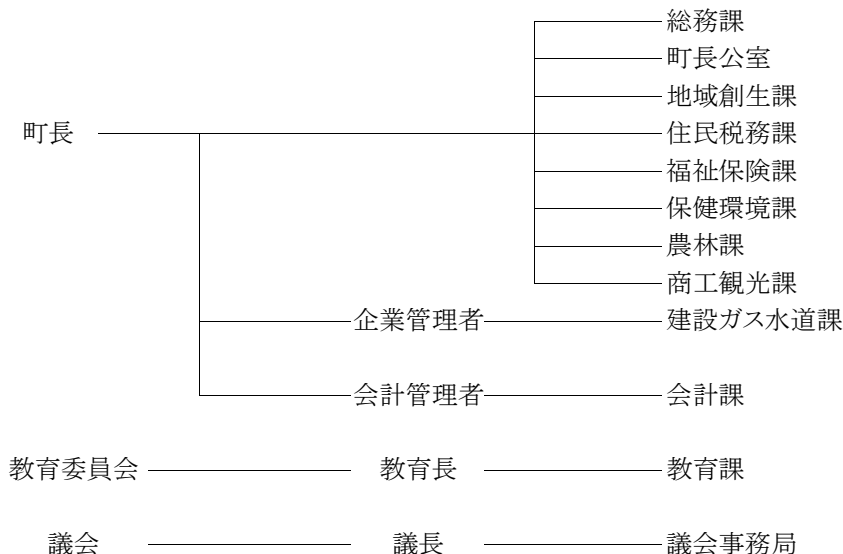 総務課
町長公室
地域創生課
町長 住民税務課
福祉保険課
保健環境課
農林課
商工観光課
企業管理者 建設ガス水道課
会計管理者 会計課
教育委員会 教育長 教育課
議会 議長 議会事務局